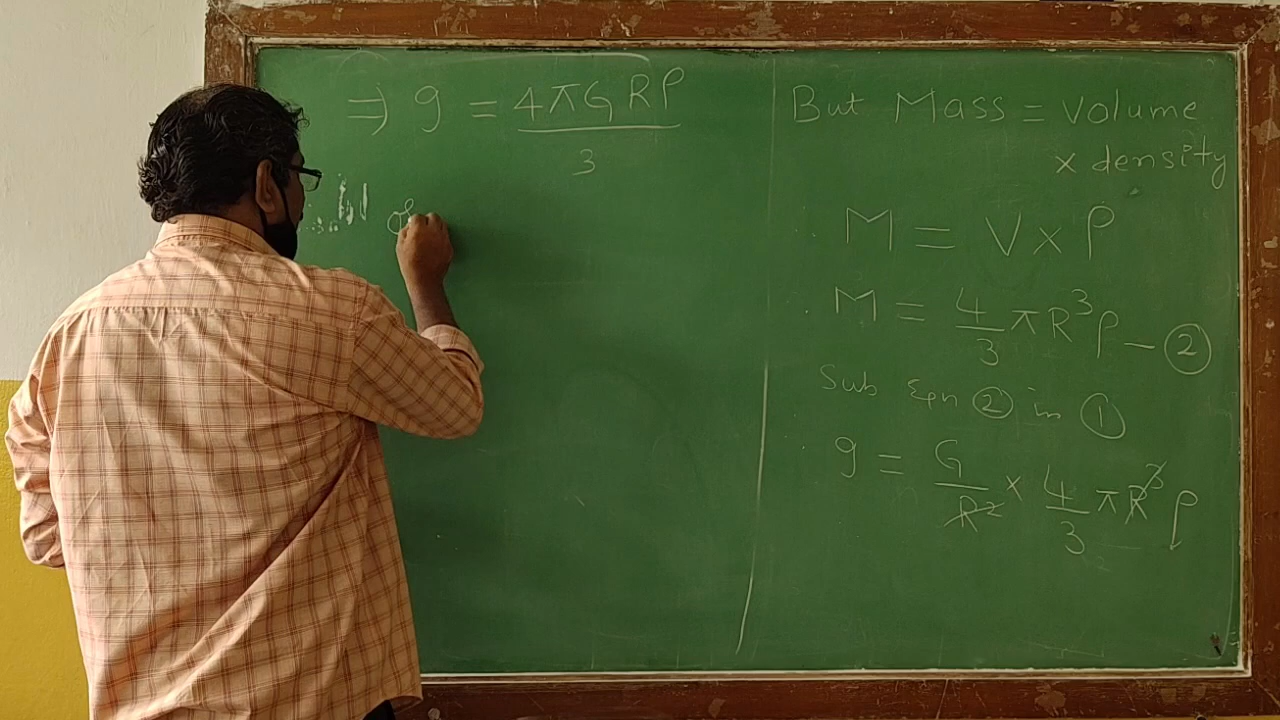 ⇒ g = 4πGRρ
3
But Mass = Volume
x density
M = V x ρ
M = 4/3 πR³ρ — ②
Sub Eqn ② in ①
g = G/R² x 4/3 πR³ρ